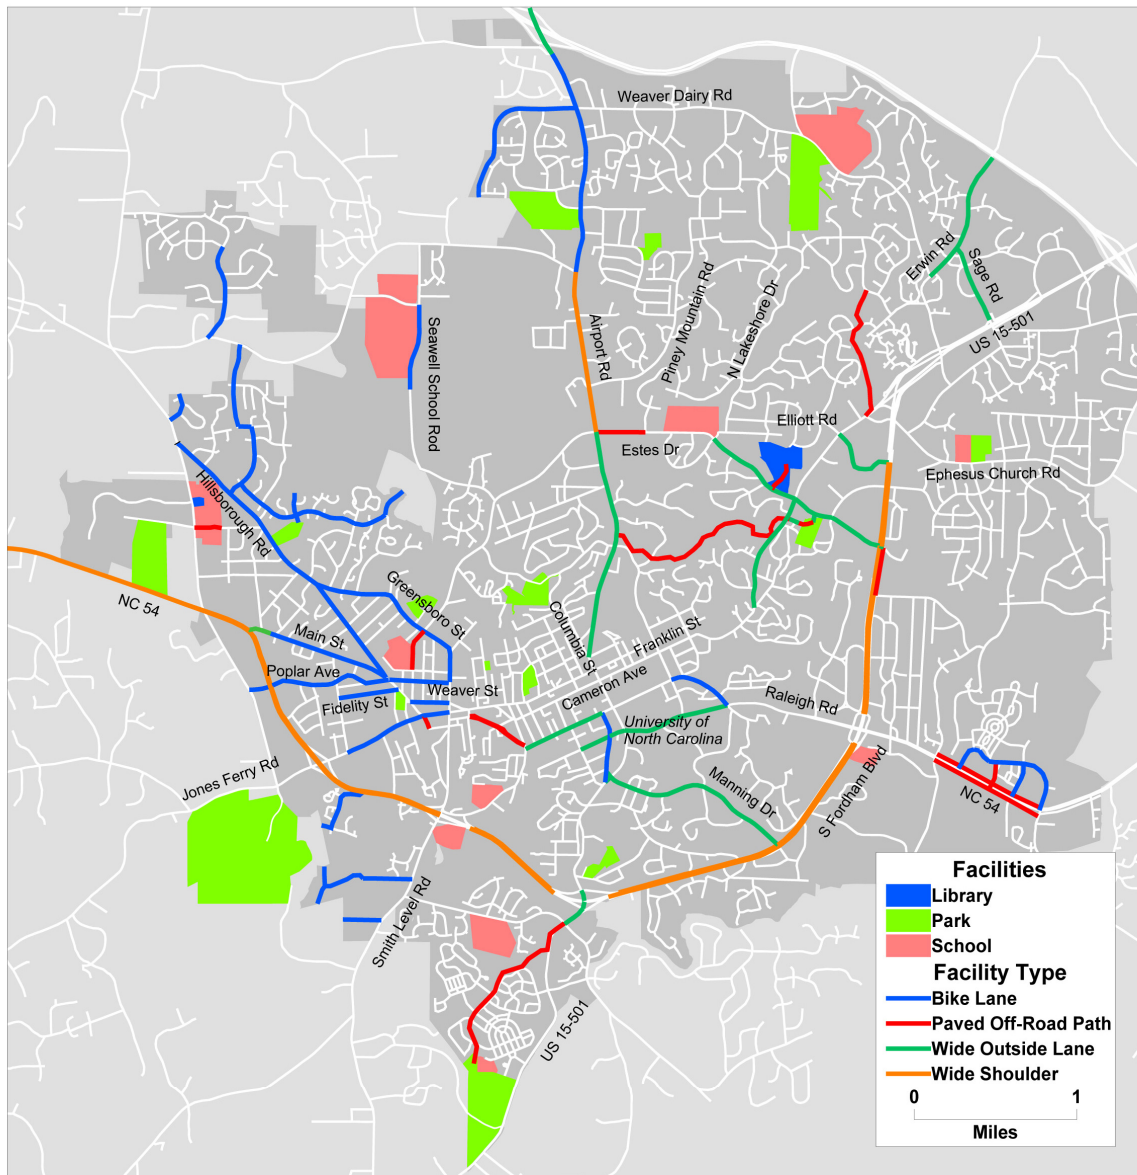 Weaver Dairy Rd
Erwin Rd
Sage Rd
US 15-501
Piney Mountain Rd
N Lakeshore Dr
Airport Rd
Seawell School Rod
Elliott Rd
Estes Dr
Ephesus Church Rd
Hillsborough Rd
NC 54
Greensboro St
Columbia St
Franklin St
Main St
Poplar Ave
Weaver St
Cameron Ave
Fidelity St
Raleigh Rd
University of
North Carolina
Jones Ferry Rd
Manning Dr
S Fordham Blvd
NC 54
Smith Level Rd
US 15-501
Facilities
Library
Park
School
Facility Type
Bike Lane
Paved Off-Road Path
Wide Outside Lane
Wide Shoulder
0 1
Miles